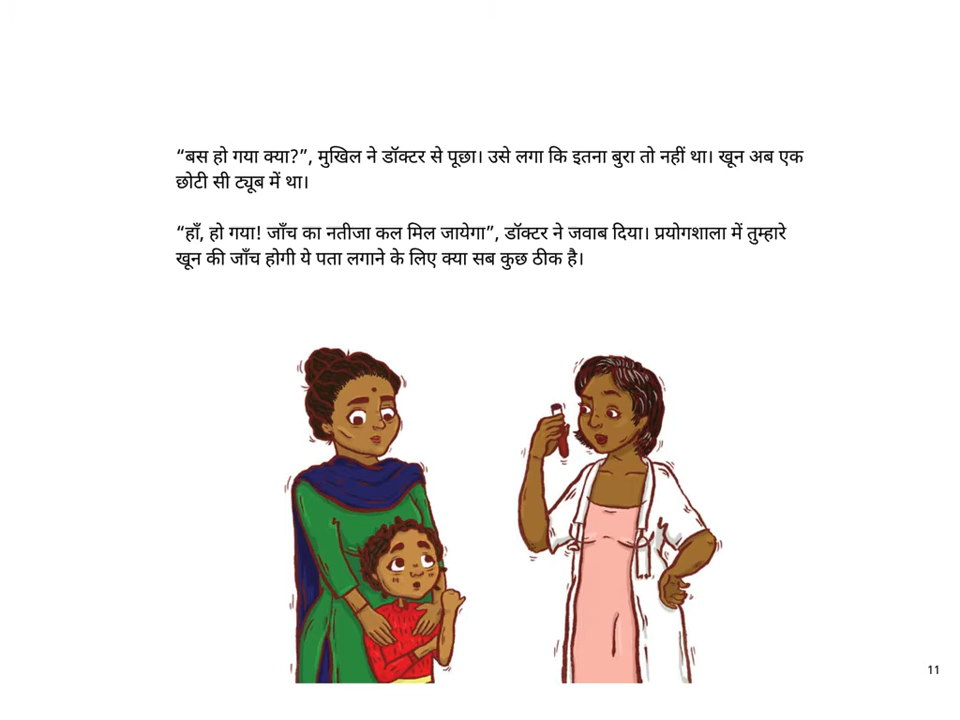 “बस हो गया क्या?”, मुखिल ने डॉक्टर से पूछा। उसे लगा कि इतना बुरा तो नहीं था। खून अब एक
छोटी सी ट्यूब में था।
“हाँ, हो गया! जाँच का नतीजा कल मिल जायेगा”, डॉक्टर ने जवाब दिया। प्रयोगशाला में तुम्हारे
खून की जाँच होगी ये पता लगाने के लिए क्या सब कुछ ठीक है।
11